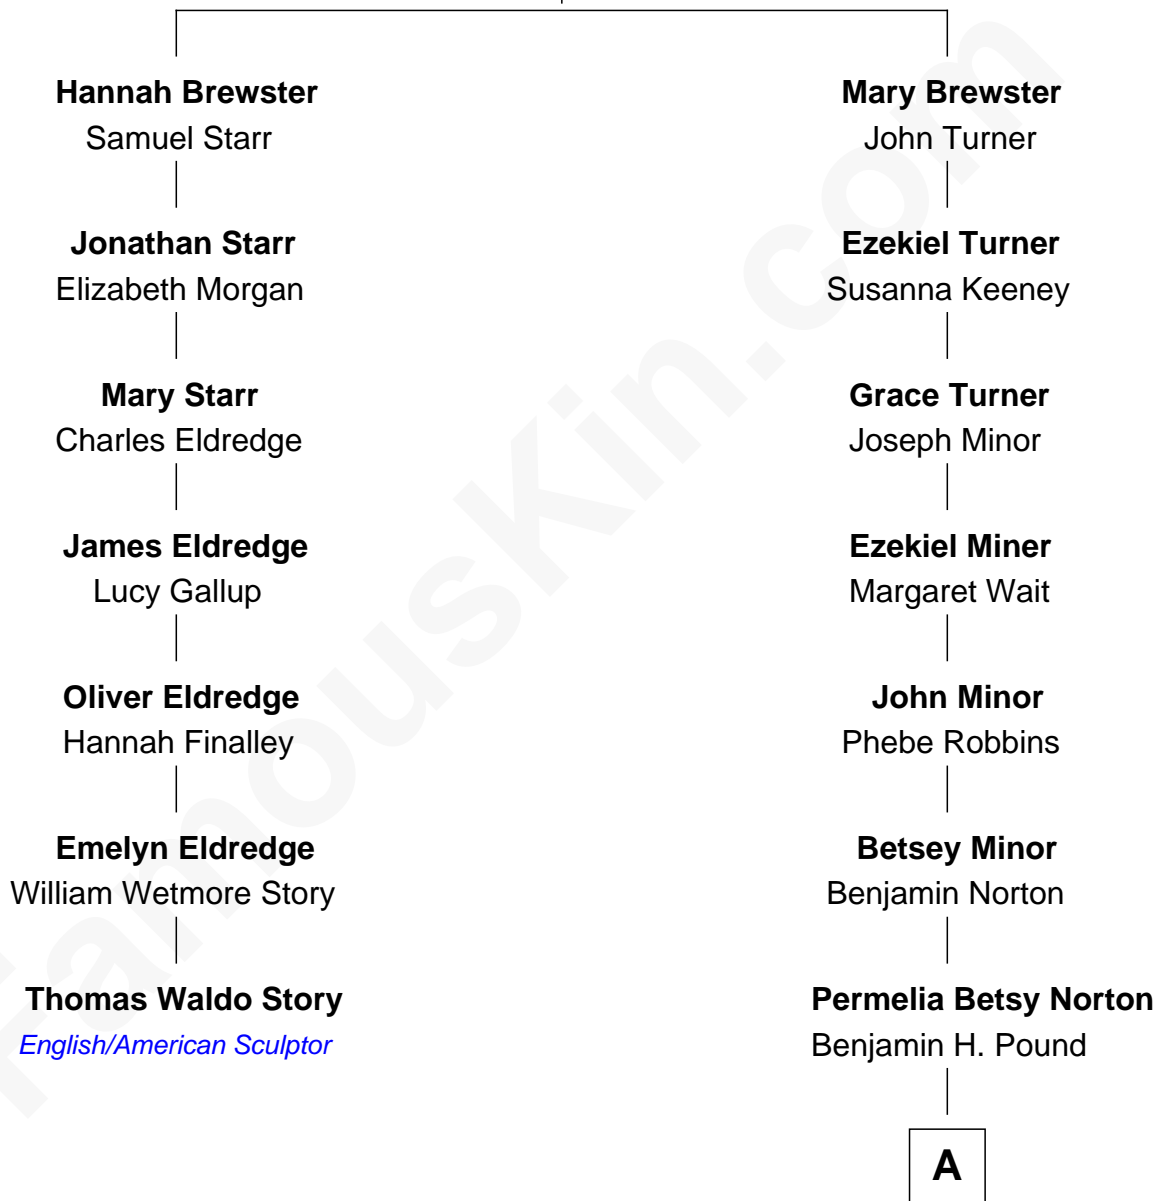 Hannah Brewster
Samuel Starr
Jonathan Starr
Elizabeth Morgan
Mary Starr
Charles Eldredge
James Eldredge
Lucy Gallup
Oliver Eldredge
Hannah Finalley
Emelyn Eldredge
William Wetmore Story
Thomas Waldo Story
English/American Sculptor
Mary Brewster
John Turner
Ezekiel Turner
Susanna Keeney
Grace Turner
Joseph Minor
Ezekiel Miner
Margaret Wait
John Minor
Phebe Robbins
Betsey Minor
Benjamin Norton
Permelia Betsy Norton
Benjamin H. Pound
A
FamousKin.com